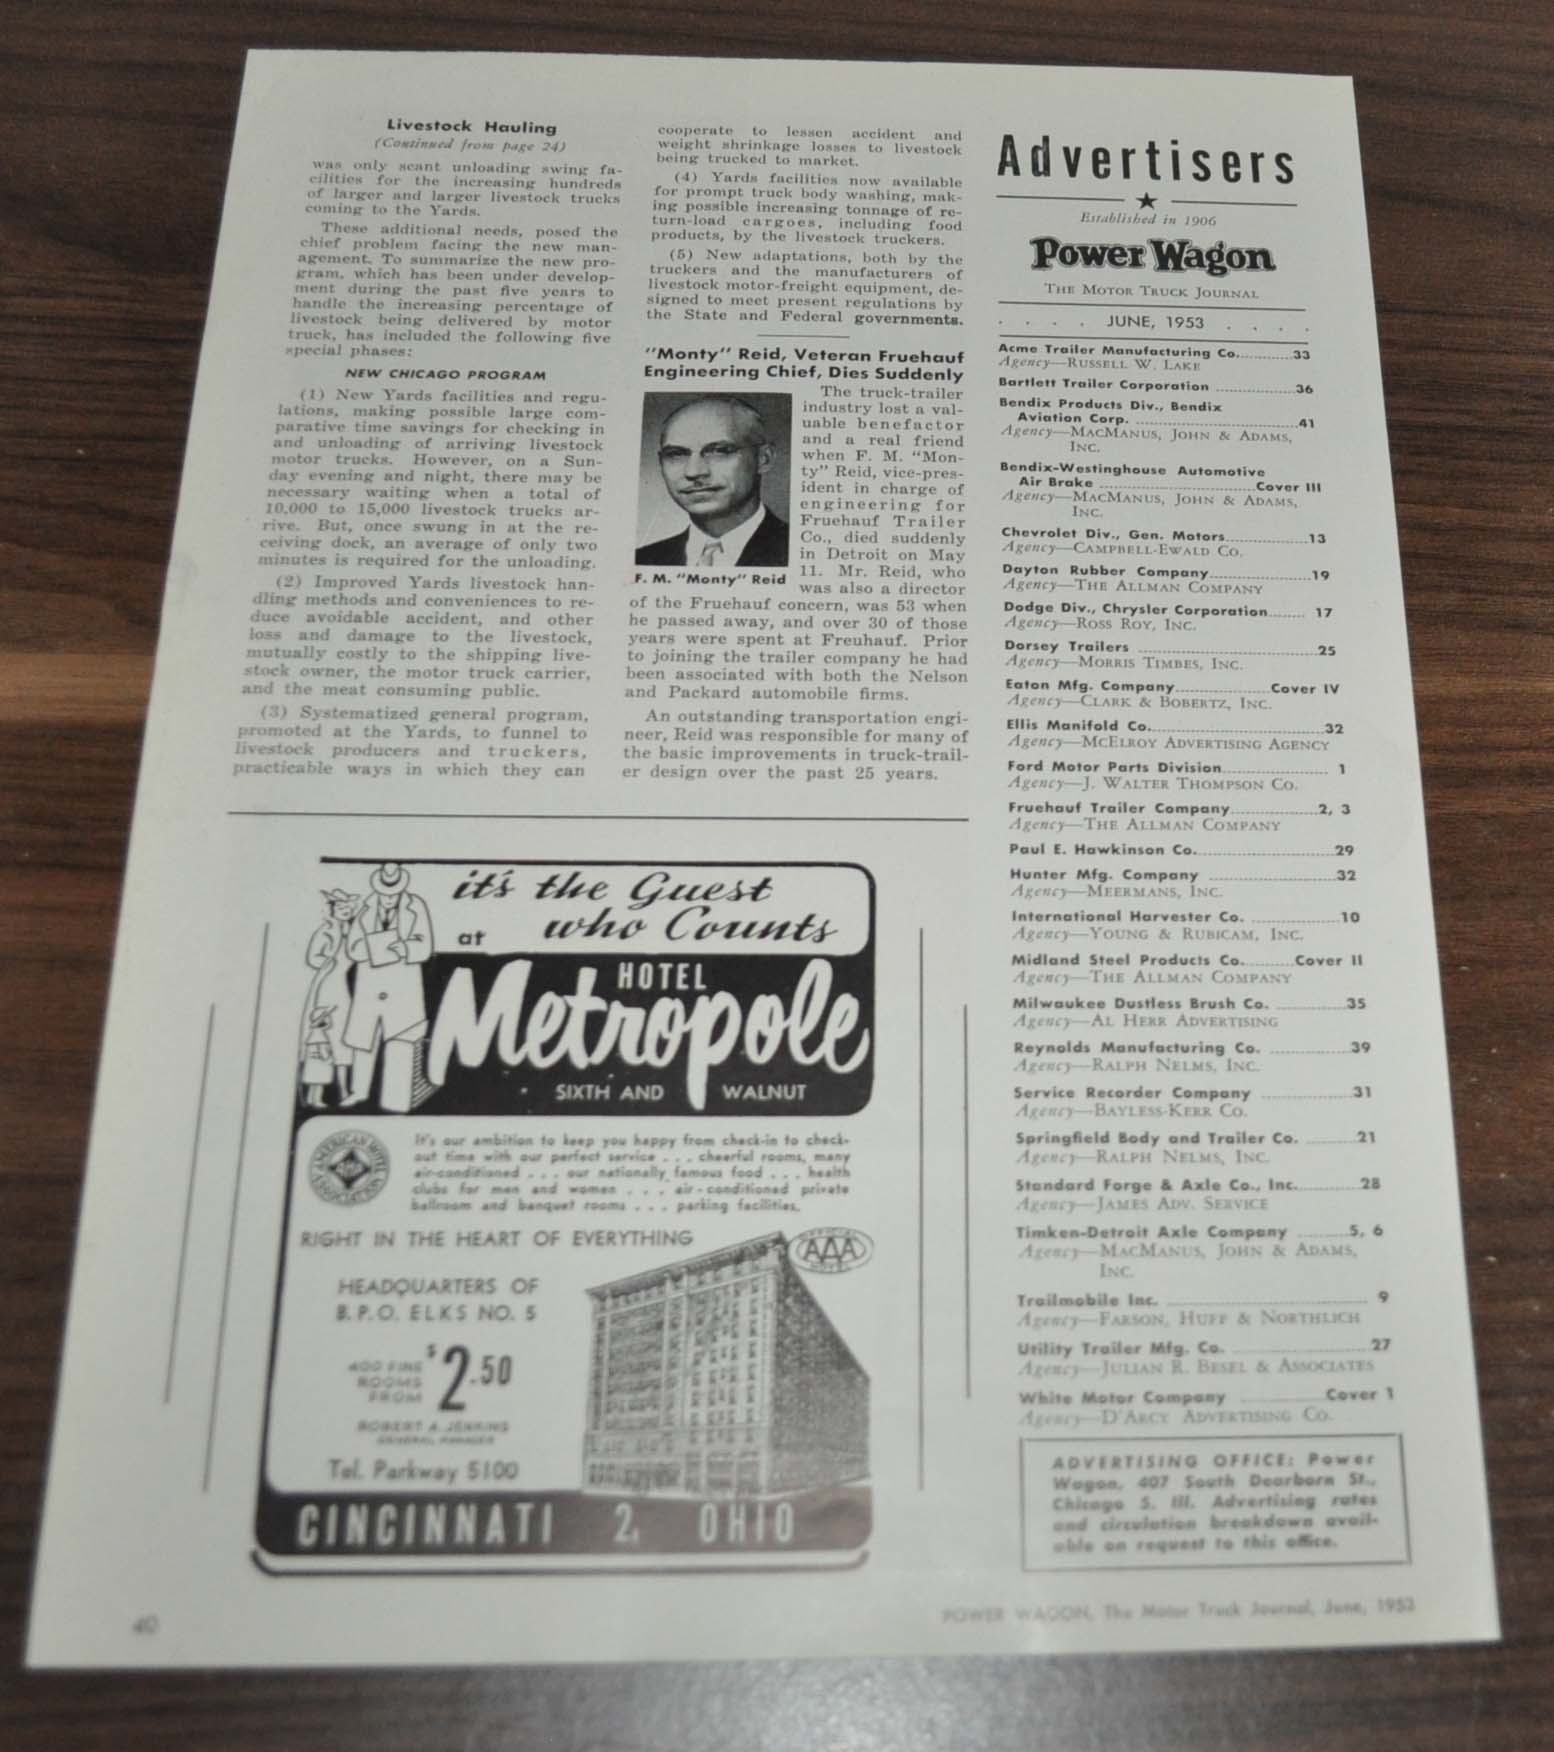 Livestock Hauling
(Continued from page 24)
was only scant unloading swing fa-
cilities for the increasing hundreds
of larger and larger livestock trucks
coming to the Yards.
These additional needs, posed the
chief problem facing the new man-
agement. To summarize the new pro-
gram, which has been under develop-
ment during the past five years to
handle the increasing percentage of
livestock being delivered by motor
truck, has included the following five
special phases:
NEW CHICAGO PROGRAM
(1) New Yards facilities and regu-
lations, making possible large com-
parative time savings for checking in
and unloading of arriving livestock
motor trucks. However, on a Sun-
day evening and night, there may be
necessary waiting when a total of
10,000 to 15,000 livestock trucks ar-
rive. But, once swung in at the re-
ceiving dock, an average of only two
minutes is required for the unloading.
(2) Improved Yards livestock han-
dling methods and conveniences to re-
duce avoidable accident, and other
loss and damage to the livestock,
mutually costly to the shipping live-
stock owner, the motor truck carrier,
and the meat consuming public.
(3) Systematized general program,
promoted at the Yards, to funnel to
livestock producers and truckers,
practicable ways in which they can
cooperate to lessen accident and
weight shrinkage losses to livestock
being trucked to market.
(4) Yards facilities now available
for prompt truck body washing, mak-
ing possible increasing tonnage of re-
turn-load cargoes, including food
products, by the livestock truckers.
(5) New adaptations, both by the
truckers and the manufacturers of
livestock motor-freight equipment, de-
signed to meet present regulations by
the State and Federal governments.
"Monty" Reid, Veteran Fruehauf
Engineering Chief, Dies Suddenly
The truck-trailer
industry lost a val-
uable benefactor
and a real friend
when F. M. "Mon-
ty" Reid, vice-pres-
ident in charge of
engineering for
Fruehauf Trailer
Co., died suddenly
in Detroit on May
11. Mr. Reid, who
was also a director
F. M. "Monty" Reid
of the Fruehauf concern, was 53 when
he passed away, and over 30 of those
years were spent at Freuhauf. Prior
to joining the trailer company he had
been associated with both the Nelson
and Packard automobile firms.
An outstanding transportation engi-
neer, Reid was responsible for many of
the basic improvements in truck-trail-
er design over the past 25 years.
it's the Guest
who Counts
at
HOTEL
Metropole
SIXTH AND WALNUT
AMERICAN HOTEL ASSOCIATION
It's our ambition to keep you happy from check-in to check-
out time with our perfect service . . . cheerful rooms, many
air-conditioned . . . our nationally famous food . . . health
clubs for men and women . . . air-conditioned private
ballroom and banquet rooms . . . parking facilities.
RIGHT IN THE HEART OF EVERYTHING
AAA
HEADQUARTERS OF
B.P.O. ELKS NO. 5
400 FINE
ROOMS
FROM
$2.50
ROBERT A. JENKINS
GENERAL MANAGER
Tel. Parkway 5100
CINCINNATI 2, OHIO
40
Advertisers
Established in 1906
Power Wagon
THE MOTOR TRUCK JOURNAL
. . . . JUNE, 1953 . . . .
Acme Trailer Manufacturing Co............33
Agency—RUSSELL W. LAKE
Bartlett Trailer Corporation ................36
Bendix Products Div., Bendix
Aviation Corp. ................................41
Agency—MACMANUS, JOHN & ADAMS,
INC.
Bendix-Westinghouse Automotive
Air Brake ..............................Cover III
Agency—MACMANUS, JOHN & ADAMS,
INC.
Chevrolet Div., Gen. Motors................13
Agency—CAMPBELL-EWALD CO.
Dayton Rubber Company....................19
Agency—THE ALLMAN COMPANY
Dodge Div., Chrysler Corporation........ 17
Agency—ROSS ROY, INC.
Dorsey Trailers ...................................25
Agency—MORRIS TIMBES, INC.
Eaton Mfg. Company...................Cover IV
Agency—CLARK & BOBERTZ, INC.
Ellis Manifold Co..................................32
Agency—MCELROY ADVERTISING AGENCY
Ford Motor Parts Division..................... 1
Agency—J. WALTER THOMPSON CO.
Fruehauf Trailer Company.................2, 3
Agency—THE ALLMAN COMPANY
Paul E. Hawkinson Co...........................29
Hunter Mfg. Company .........................32
Agency—MEERMANS, INC.
International Harvester Co. .................10
Agency—YOUNG & RUBICAM, INC.
Midland Steel Products Co..........Cover II
Agency—THE ALLMAN COMPANY
Milwaukee Dustless Brush Co. .............35
Agency—AL HERR ADVERTISING
Reynolds Manufacturing Co. ...............39
Agency—RALPH NELMS, INC.
Service Recorder Company .................31
Agency—BAYLESS-KERR CO.
Springfield Body and Trailer Co. .........21
Agency—RALPH NELMS, INC.
Standard Forge & Axle Co., Inc............28
Agency—JAMES ADV. SERVICE
Timken-Detroit Axle Company .........5, 6
Agency—MACMANUS, JOHN & ADAMS,
INC.
Trailmobile Inc. ..................................... 9
Agency—FARSON, HUFF & NORTHLICH
Utility Trailer Mfg. Co. .........................27
Agency—JULIAN R. BESEL & ASSOCIATES
White Motor Company ...............Cover 1
Agency—D'ARCY ADVERTISING CO.
ADVERTISING OFFICE: Power
Wagon, 407 South Dearborn St.,
Chicago 5, Ill. Advertising rates
and circulation breakdown avail-
able on request to this office.
POWER WAGON, The Motor Truck Journal, June, 1953